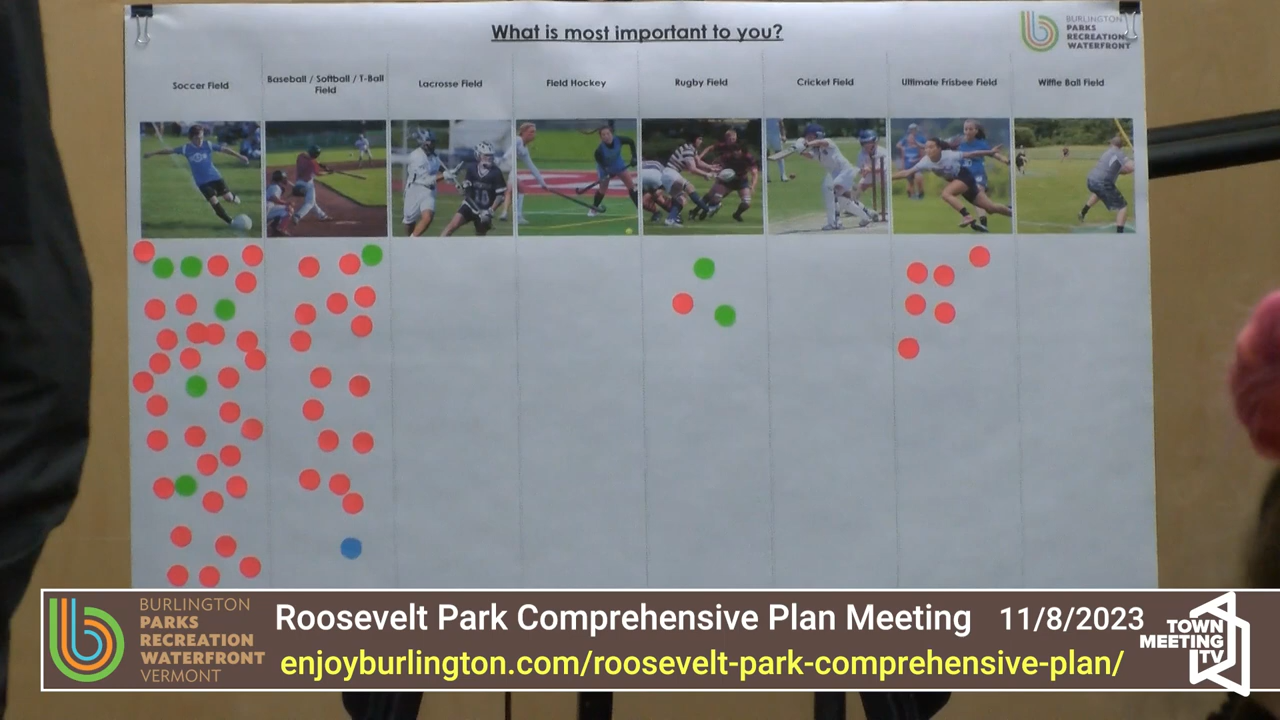 What is most important to you?
BURLINGTON
PARKS
RECREATION
WATERFRONT
Soccer Field
Baseball / Softball / T-Ball
Field
Lacrosse Field
Field Hockey
Rugby Field
Cricket Field
Ultimate Frisbee Field
Wiffle Ball Field
BURLINGTON
PARKS
RECREATION
WATERFRONT
VERMONT
Roosevelt Park Comprehensive Plan Meeting 11/8/2023
enjoyburlington.com/roosevelt-park-comprehensive-plan/
TOWN
MEETING
TV